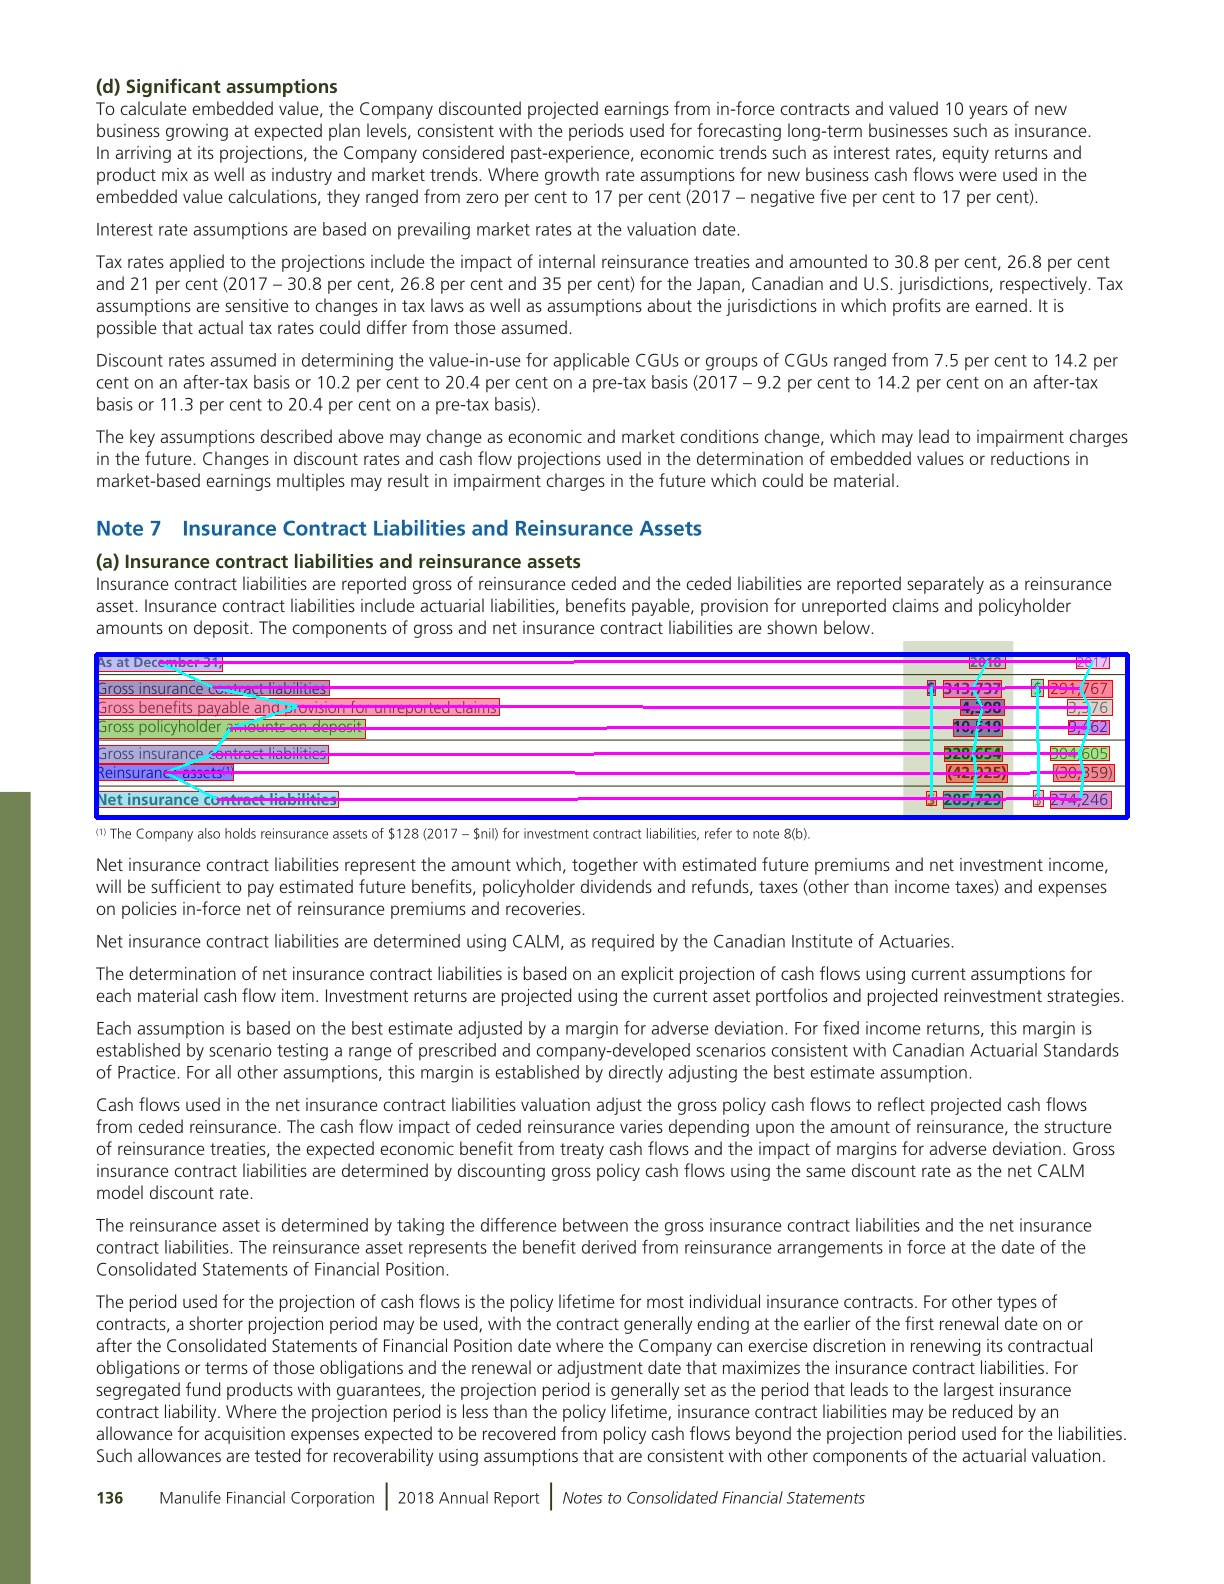 (d) Significant assumptions
To calculate embedded value, the Company discounted projected earnings from in-force contracts and valued 10 years of new
business growing at expected plan levels, consistent with the periods used for forecasting long-term businesses such as insurance.
In arriving at its projections, the Company considered past-experience, economic trends such as interest rates, equity returns and
product mix as well as industry and market trends. Where growth rate assumptions for new business cash flows were used in the
embedded value calculations, they ranged from zero per cent to 17 per cent (2017 – negative five per cent to 17 per cent).
Interest rate assumptions are based on prevailing market rates at the valuation date.
Tax rates applied to the projections include the impact of internal reinsurance treaties and amounted to 30.8 per cent, 26.8 per cent
and 21 per cent (2017 – 30.8 per cent, 26.8 per cent and 35 per cent) for the Japan, Canadian and U.S. jurisdictions, respectively. Tax
assumptions are sensitive to changes in tax laws as well as assumptions about the jurisdictions in which profits are earned. It is
possible that actual tax rates could differ from those assumed.
Discount rates assumed in determining the value-in-use for applicable CGUs or groups of CGUs ranged from 7.5 per cent to 14.2 per
cent on an after-tax basis or 10.2 per cent to 20.4 per cent on a pre-tax basis (2017 – 9.2 per cent to 14.2 per cent on an after-tax
basis or 11.3 per cent to 20.4 per cent on a pre-tax basis).
The key assumptions described above may change as economic and market conditions change, which may lead to impairment charges
in the future. Changes in discount rates and cash flow projections used in the determination of embedded values or reductions in
market-based earnings multiples may result in impairment charges in the future which could be material.
Note 7 Insurance Contract Liabilities and Reinsurance Assets
(a) Insurance contract liabilities and reinsurance assets
Insurance contract liabilities are reported gross of reinsurance ceded and the ceded liabilities are reported separately as a reinsurance
asset. Insurance contract liabilities include actuarial liabilities, benefits payable, provision for unreported claims and policyholder
amounts on deposit. The components of gross and net insurance contract liabilities are shown below.
As at December 31, 2018 2017
Gross insurance contract liabilities $ 313,737 $ 291,767
Gross benefits payable and provision for unreported claims 4,398 3,376
Gross policyholder amounts on deposit 10,519 9,462
Gross insurance contract liabilities 328,654 304,605
Reinsurance assets(1) (42,925) (30,359)
Net insurance contract liabilities $ 285,729 $ 274,246
(1) The Company also holds reinsurance assets of $128 (2017 – $nil) for investment contract liabilities, refer to note 8(b).
Net insurance contract liabilities represent the amount which, together with estimated future premiums and net investment income,
will be sufficient to pay estimated future benefits, policyholder dividends and refunds, taxes (other than income taxes) and expenses
on policies in-force net of reinsurance premiums and recoveries.
Net insurance contract liabilities are determined using CALM, as required by the Canadian Institute of Actuaries.
The determination of net insurance contract liabilities is based on an explicit projection of cash flows using current assumptions for
each material cash flow item. Investment returns are projected using the current asset portfolios and projected reinvestment strategies.
Each assumption is based on the best estimate adjusted by a margin for adverse deviation. For fixed income returns, this margin is
established by scenario testing a range of prescribed and company-developed scenarios consistent with Canadian Actuarial Standards
of Practice. For all other assumptions, this margin is established by directly adjusting the best estimate assumption.
Cash flows used in the net insurance contract liabilities valuation adjust the gross policy cash flows to reflect projected cash flows
from ceded reinsurance. The cash flow impact of ceded reinsurance varies depending upon the amount of reinsurance, the structure
of reinsurance treaties, the expected economic benefit from treaty cash flows and the impact of margins for adverse deviation. Gross
insurance contract liabilities are determined by discounting gross policy cash flows using the same discount rate as the net CALM
model discount rate.
The reinsurance asset is determined by taking the difference between the gross insurance contract liabilities and the net insurance
contract liabilities. The reinsurance asset represents the benefit derived from reinsurance arrangements in force at the date of the
Consolidated Statements of Financial Position.
The period used for the projection of cash flows is the policy lifetime for most individual insurance contracts. For other types of
contracts, a shorter projection period may be used, with the contract generally ending at the earlier of the first renewal date on or
after the Consolidated Statements of Financial Position date where the Company can exercise discretion in renewing its contractual
obligations or terms of those obligations and the renewal or adjustment date that maximizes the insurance contract liabilities. For
segregated fund products with guarantees, the projection period is generally set as the period that leads to the largest insurance
contract liability. Where the projection period is less than the policy lifetime, insurance contract liabilities may be reduced by an
allowance for acquisition expenses expected to be recovered from policy cash flows beyond the projection period used for the liabilities.
Such allowances are tested for recoverability using assumptions that are consistent with other components of the actuarial valuation.
136 Manulife Financial Corporation 2018 Annual Report Notes to Consolidated Financial Statements